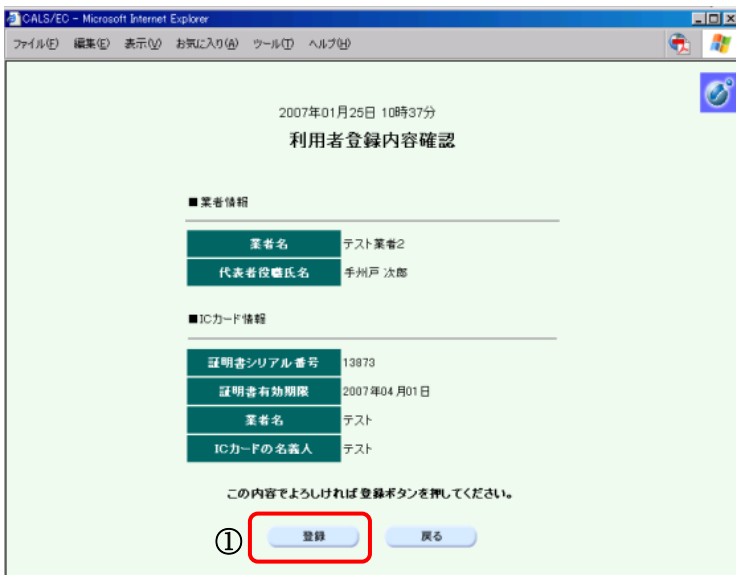 CALS/EC - Microsoft Internet Explorer
ファイル(F) 編集(E) 表示(V) お気に入り(A) ツール(T) ヘルプ(H)
2007年01月25日 10時37分
利用者登録内容確認
■業者情報
業者名 テスト業者2
代表者役職氏名 手州戸 次郎
■ICカード情報
証明書シリアル番号 13873
証明書有効期限 2007年04月01日
業者名 テスト
ICカードの名義人 テスト
この内容でよろしければ登録ボタンを押してください。
① 登録 戻る